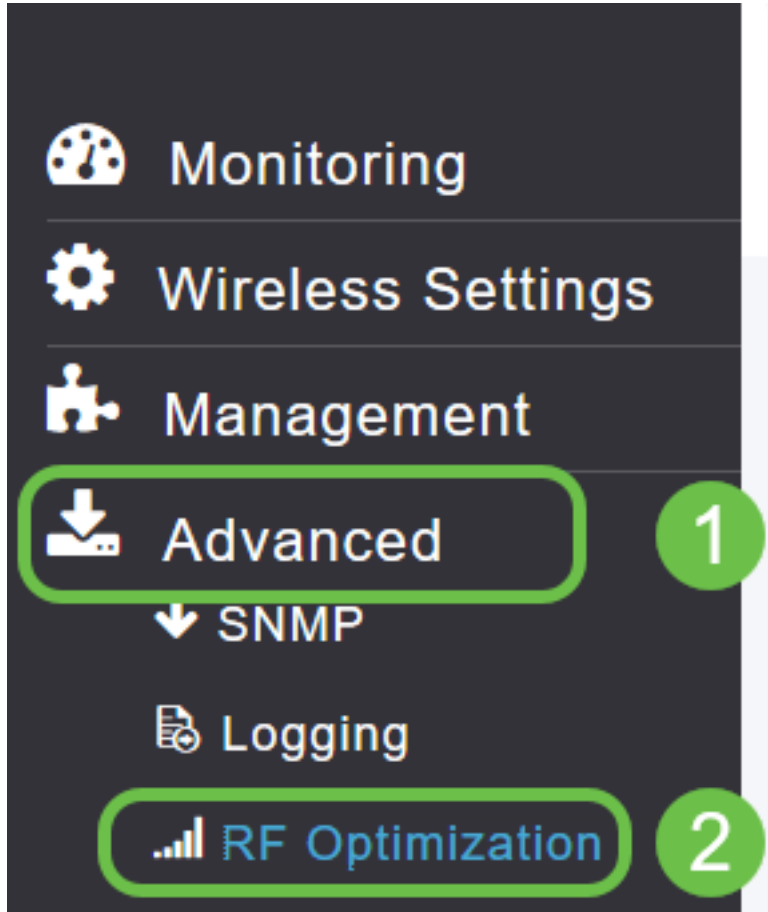 Monitoring
Wireless Settings
Management
Advanced 1
SNMP
Logging
RF Optimization 2